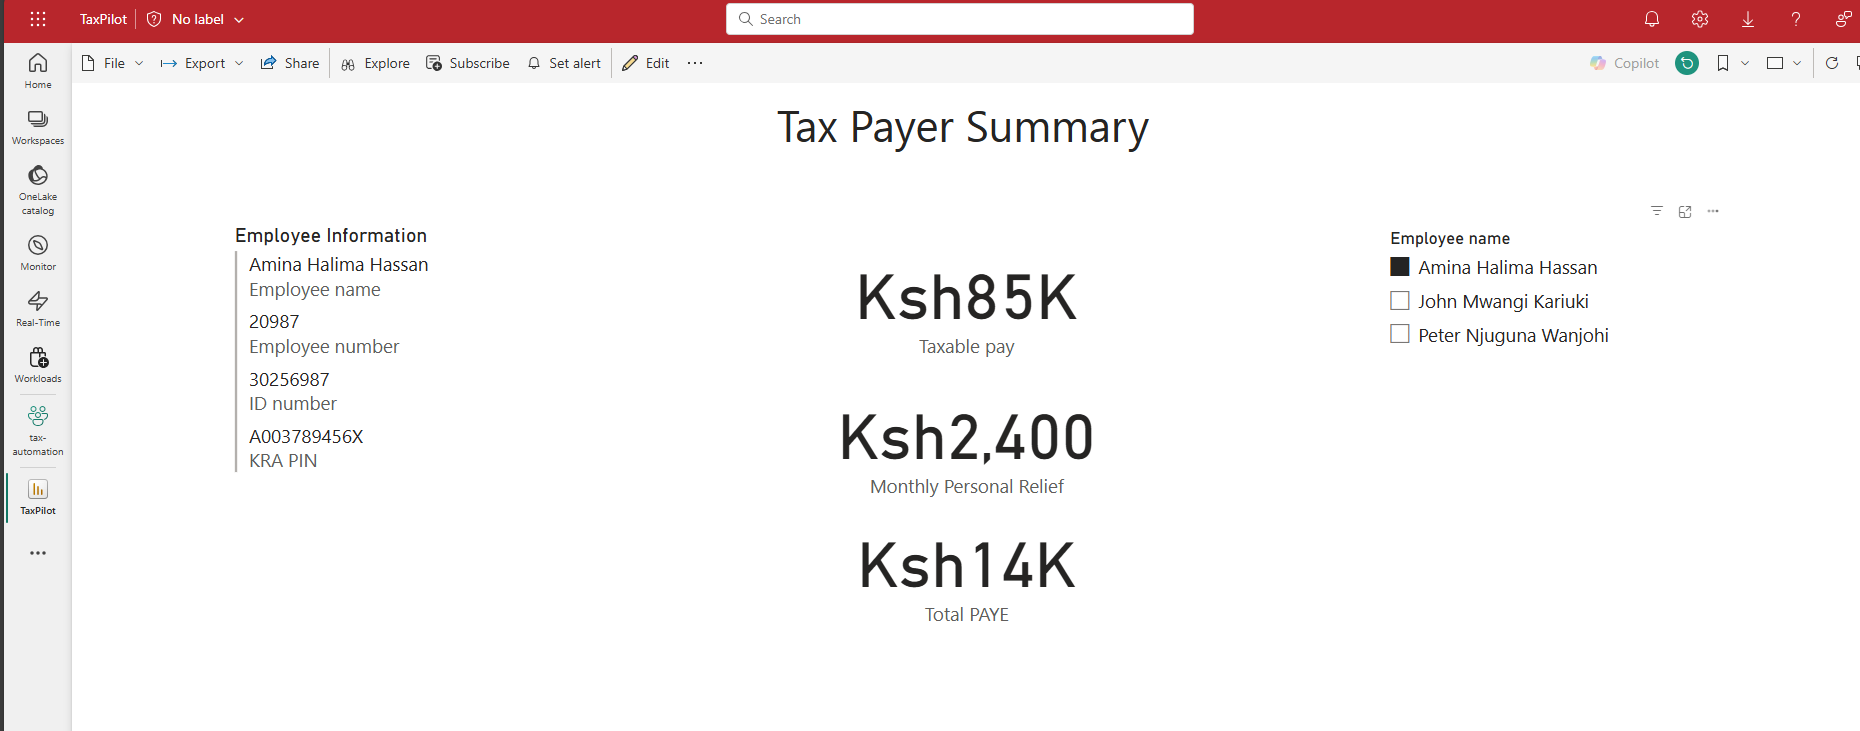 TaxPilot
No label
Search
File
Export
Share
Explore
Subscribe
Set alert
Edit
Copilot
Home
Workspaces
OneLake
catalog
Monitor
Real-Time
Workloads
tax-
automation
TaxPilot
Tax Payer Summary
Employee Information
Amina Halima Hassan
Employee name
20987
Employee number
30256987
ID number
A003789456X
KRA PIN
Ksh85K
Taxable pay
Ksh2,400
Monthly Personal Relief
Ksh14K
Total PAYE
Employee name
Amina Halima Hassan
John Mwangi Kariuki
Peter Njuguna Wanjohi